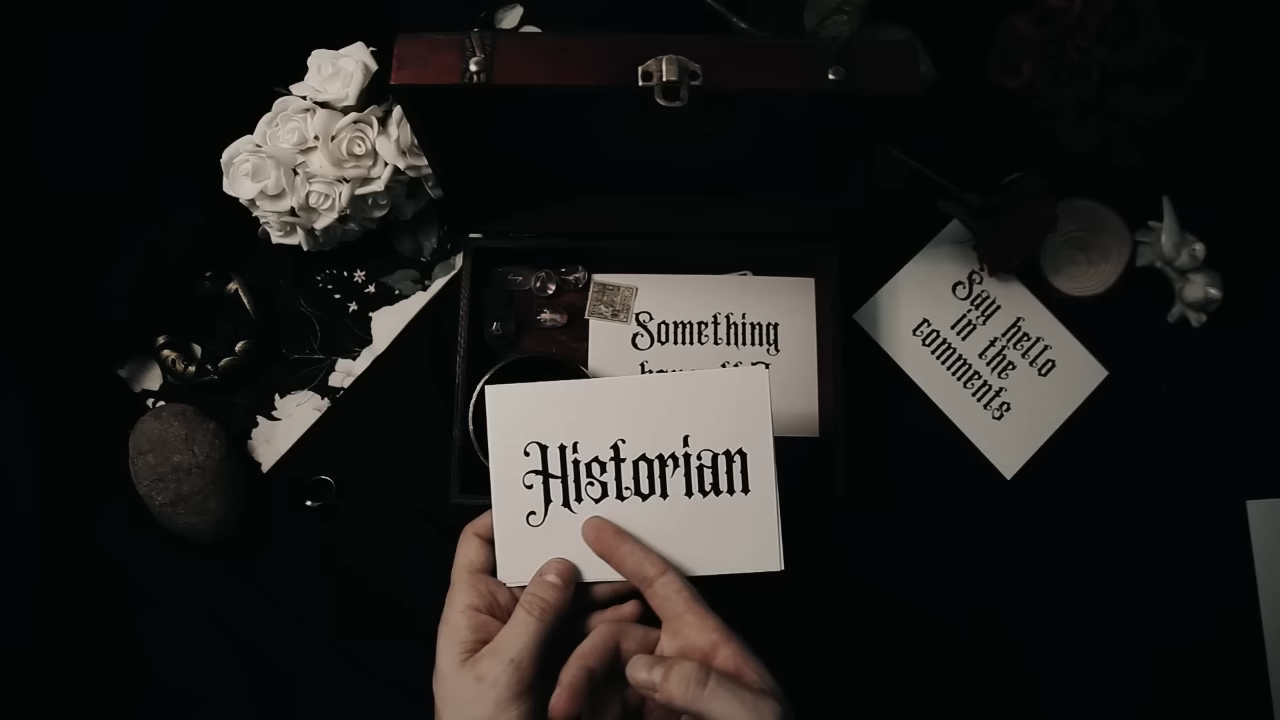 Something
Historian
Say hello
in the
comments